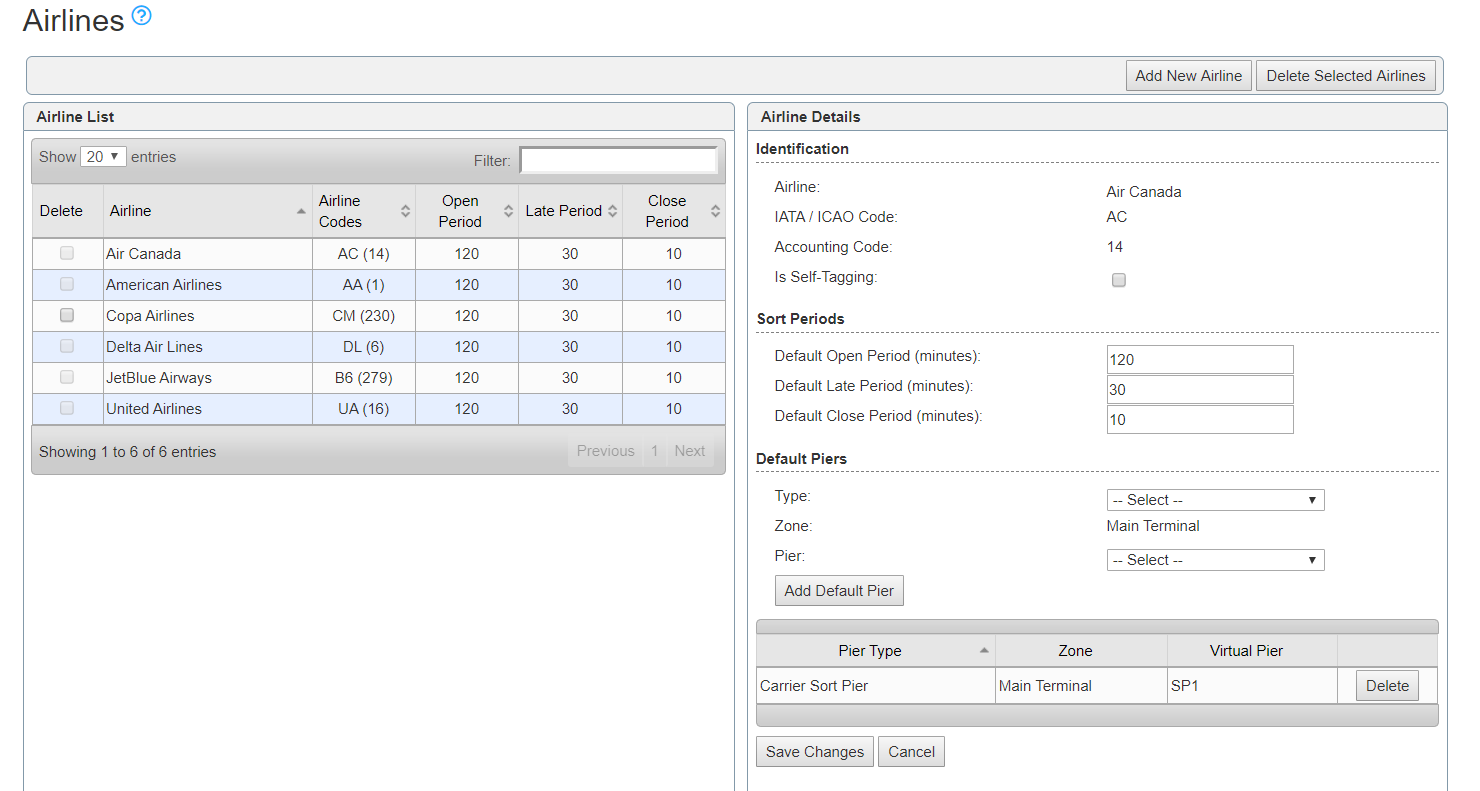 Airlines ?
Add New Airline Delete Selected Airlines
Airline List
Show 20 entries Filter:
Delete Airline Airline Codes Open Period Late Period Close Period
Air Canada AC (14) 120 30 10
American Airlines AA (1) 120 30 10
Copa Airlines CM (230) 120 30 10
Delta Air Lines DL (6) 120 30 10
JetBlue Airways B6 (279) 120 30 10
United Airlines UA (16) 120 30 10
Showing 1 to 6 of 6 entries Previous 1 Next
Airline Details
Identification
Airline: Air Canada
IATA / ICAO Code: AC
Accounting Code: 14
Is Self-Tagging:
Sort Periods
Default Open Period (minutes): 120
Default Late Period (minutes): 30
Default Close Period (minutes): 10
Default Piers
Type: -- Select --
Zone: Main Terminal
Pier: -- Select --
Add Default Pier
Pier Type Zone Virtual Pier
Carrier Sort Pier Main Terminal SP1 Delete
Save Changes Cancel